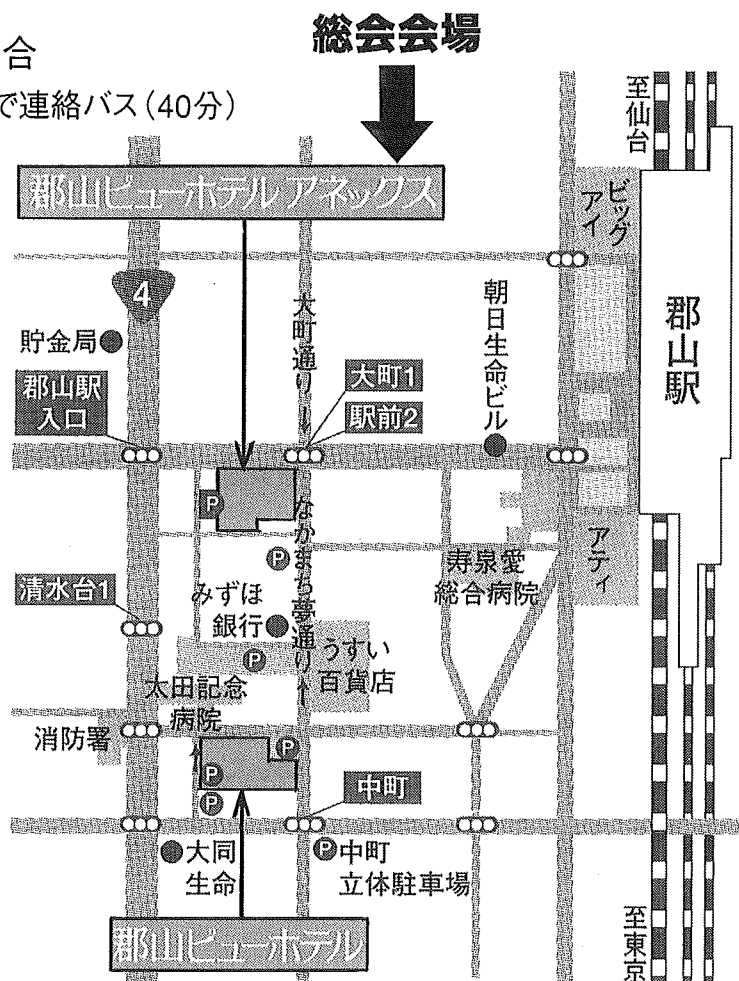 合
総会会場
で連絡バス(40分)
至仙台
郡山ビューホテルアネックス
ビッグ
アイ
4
大町通り
朝日生命ビル
郡山駅
貯金局
郡山駅
入口
大町1
駅前2
P
なかまち夢通り
P
寿泉愛
総合病院
アティ
清水台1
みずほ
銀行
うすい
百貨店
P
太田記念
病院
消防署
P
P
P
中町
大同
生命
P中町
立体駐車場
郡山ビューホテル
至東京